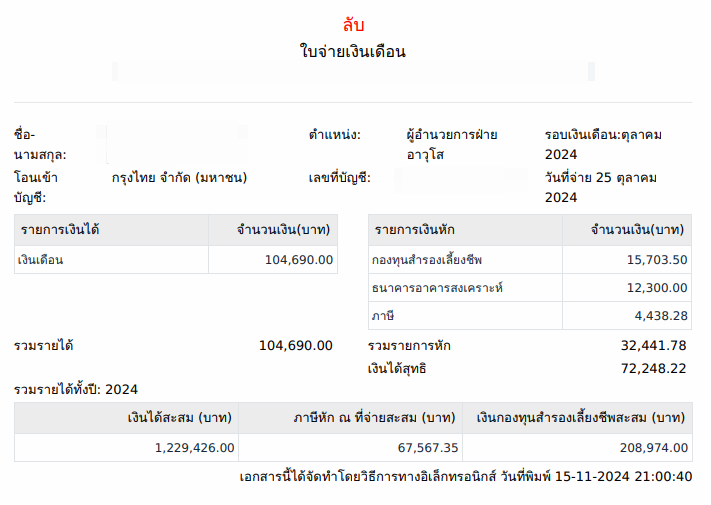 ลับ
ใบจ่ายเงินเดือน
ชื่อ-นามสกุล: ตำแหน่ง: ผู้อำนวยการฝ่ายอาวุโส รอบเงินเดือน:ตุลาคม 2024
โอนเข้าบัญชี: กรุงไทย จำกัด (มหาชน) เลขที่บัญชี: วันที่จ่าย 25 ตุลาคม 2024
รายการเงินได้ จำนวนเงิน(บาท) รายการเงินหัก จำนวนเงิน(บาท)
เงินเดือน 104,690.00 กองทุนสำรองเลี้ยงชีพ 15,703.50
ธนาคารอาคารสงเคราะห์ 12,300.00
ภาษี 4,438.28
รวมรายได้ 104,690.00 รวมรายการหัก 32,441.78
เงินได้สุทธิ 72,248.22
รวมรายได้ทั้งปี: 2024
เงินได้สะสม (บาท) ภาษีหัก ณ ที่จ่ายสะสม (บาท) เงินกองทุนสำรองเลี้ยงชีพสะสม (บาท)
1,229,426.00 67,567.35 208,974.00
เอกสารนี้ได้จัดทำโดยวิธีการทางอิเล็กทรอนิกส์ วันที่พิมพ์ 15-11-2024 21:00:40